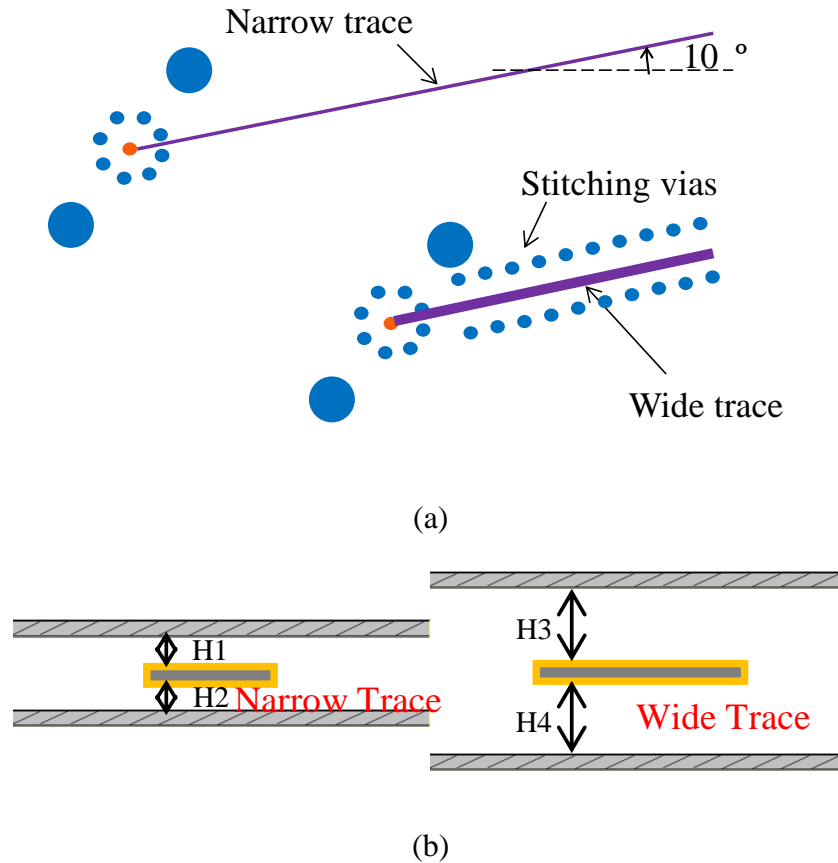 Narrow trace
10 º
Stitching vias
Wide trace
(a)
H1
H2
Narrow Trace
H3
H4
Wide Trace
(b)